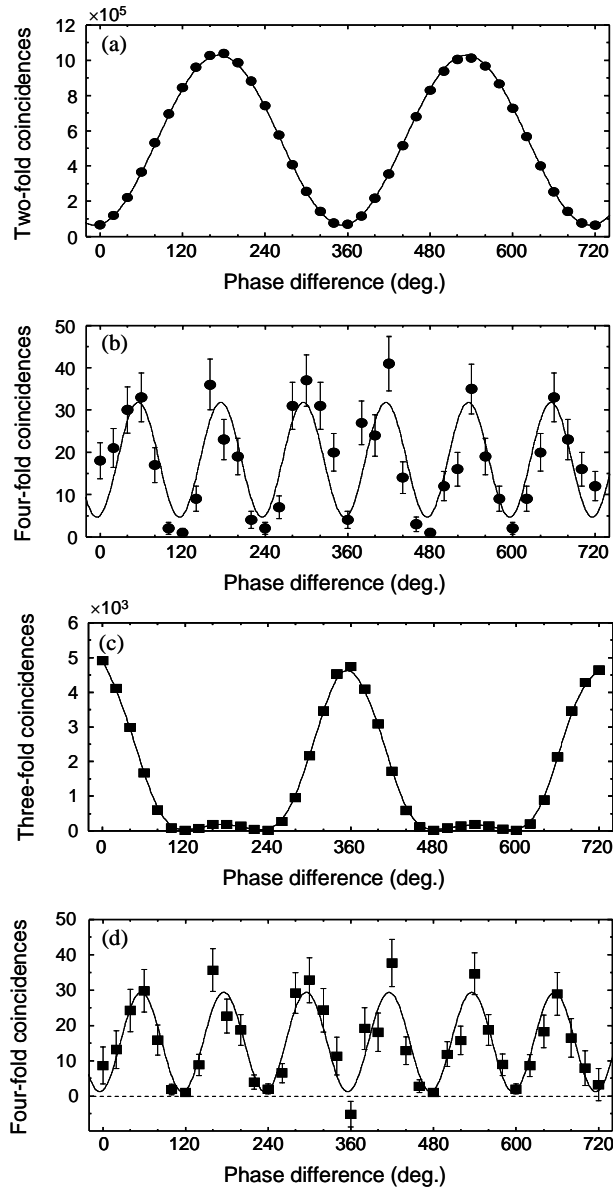 ×10⁵
(a)
Two-fold coincidences
12
10
8
6
4
2
0
0 120 240 360 480 600 720
Phase difference (deg.)
(b)
Four-fold coincidences
50
40
30
20
10
0
0 120 240 360 480 600 720
Phase difference (deg.)
×10³
(c)
Three-fold coincidences
6
5
4
3
2
1
0
0 120 240 360 480 600 720
Phase difference (deg.)
(d)
Four-fold coincidences
50
40
30
20
10
0
0 120 240 360 480 600 720
Phase difference (deg.)